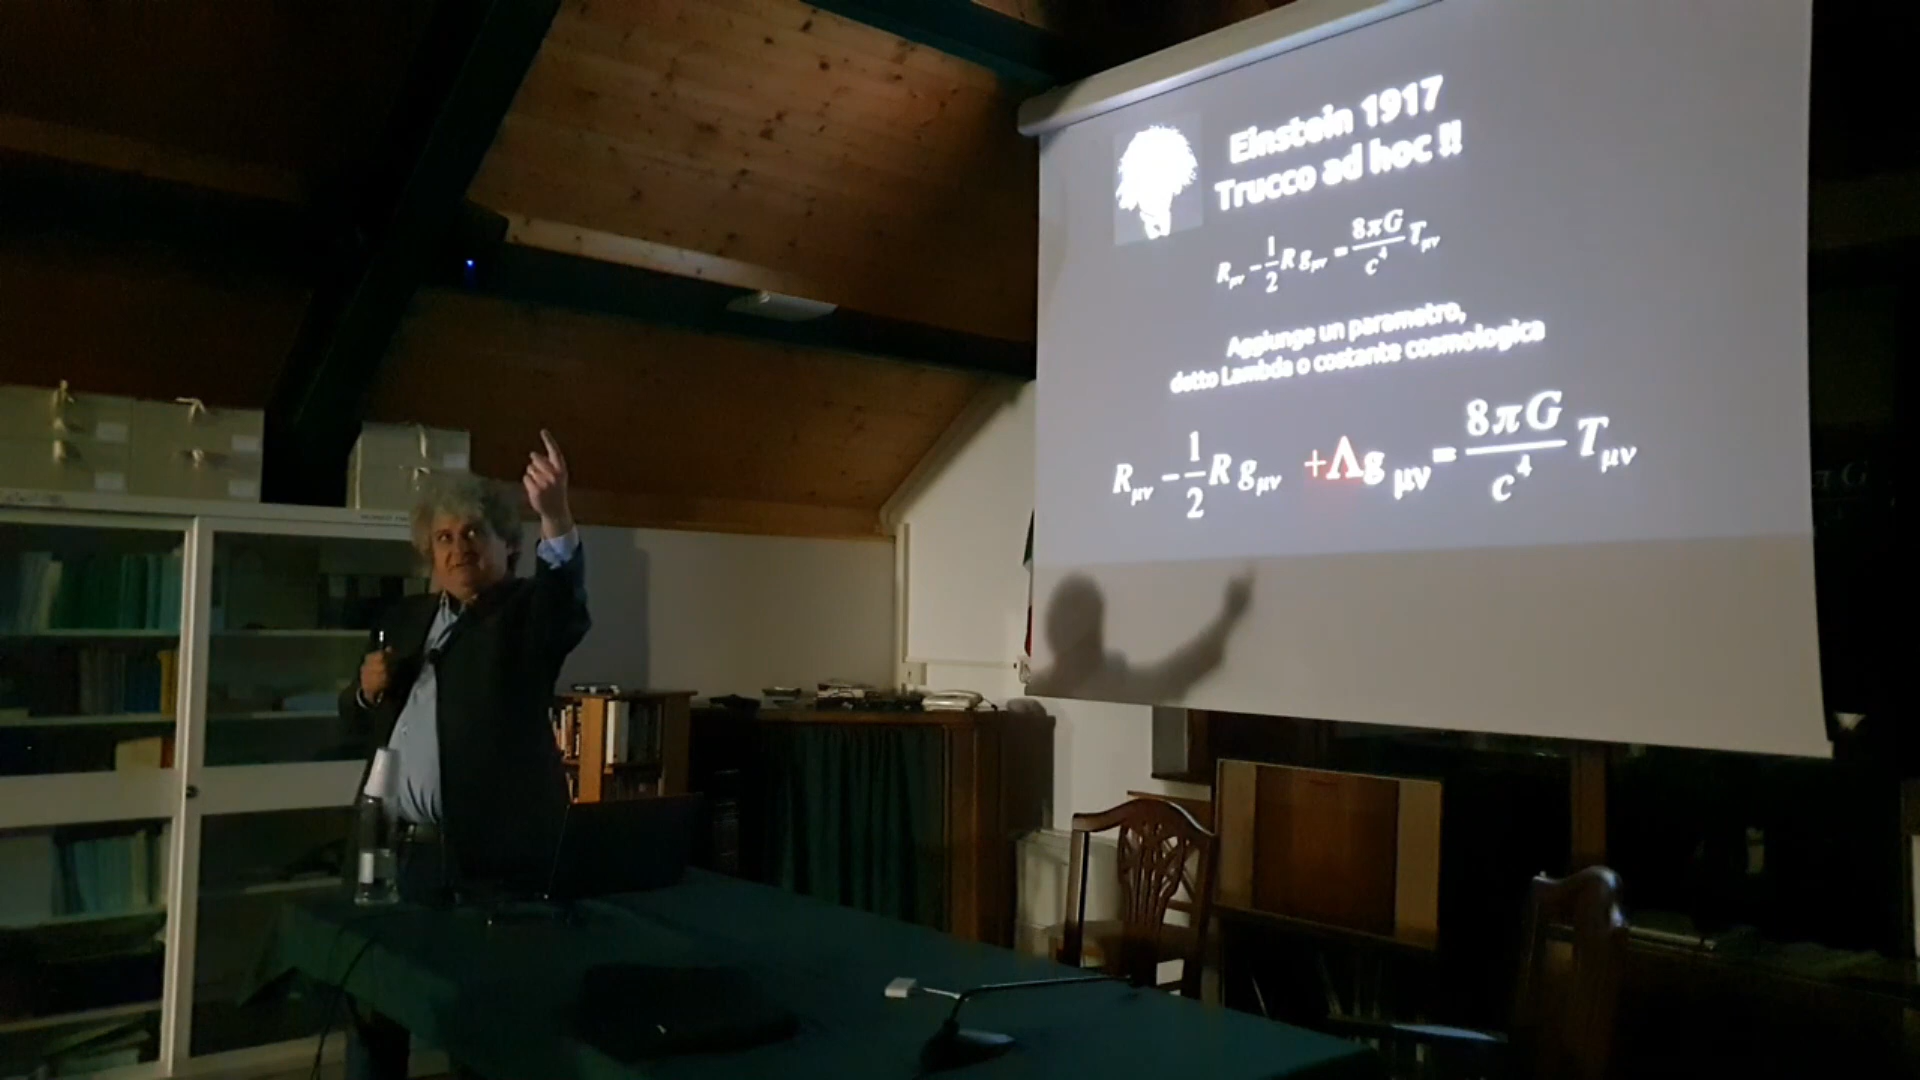 Einstein 1917
Trucco ad hoc !!
R_μν − 1/2 R g_μν = 8πG/c⁴ T_μν
Aggiunge un parametro,
detto Lambda o costante cosmologica
R_μν − 1/2 R g_μν +Λg_μν = 8πG/c⁴ T_μν